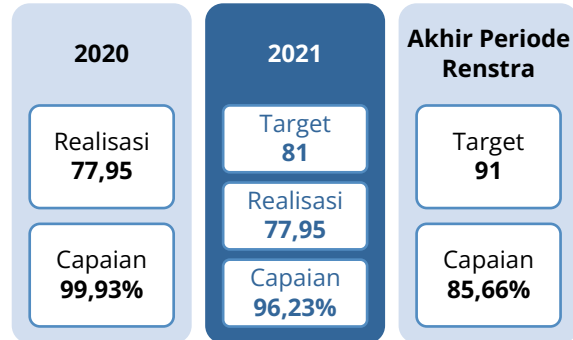 2020
Realisasi
77,95
Capaian
99,93%
2021
Target
81
Realisasi
77,95
Capaian
96,23%
Akhir Periode
Renstra
Target
91
Capaian
85,66%